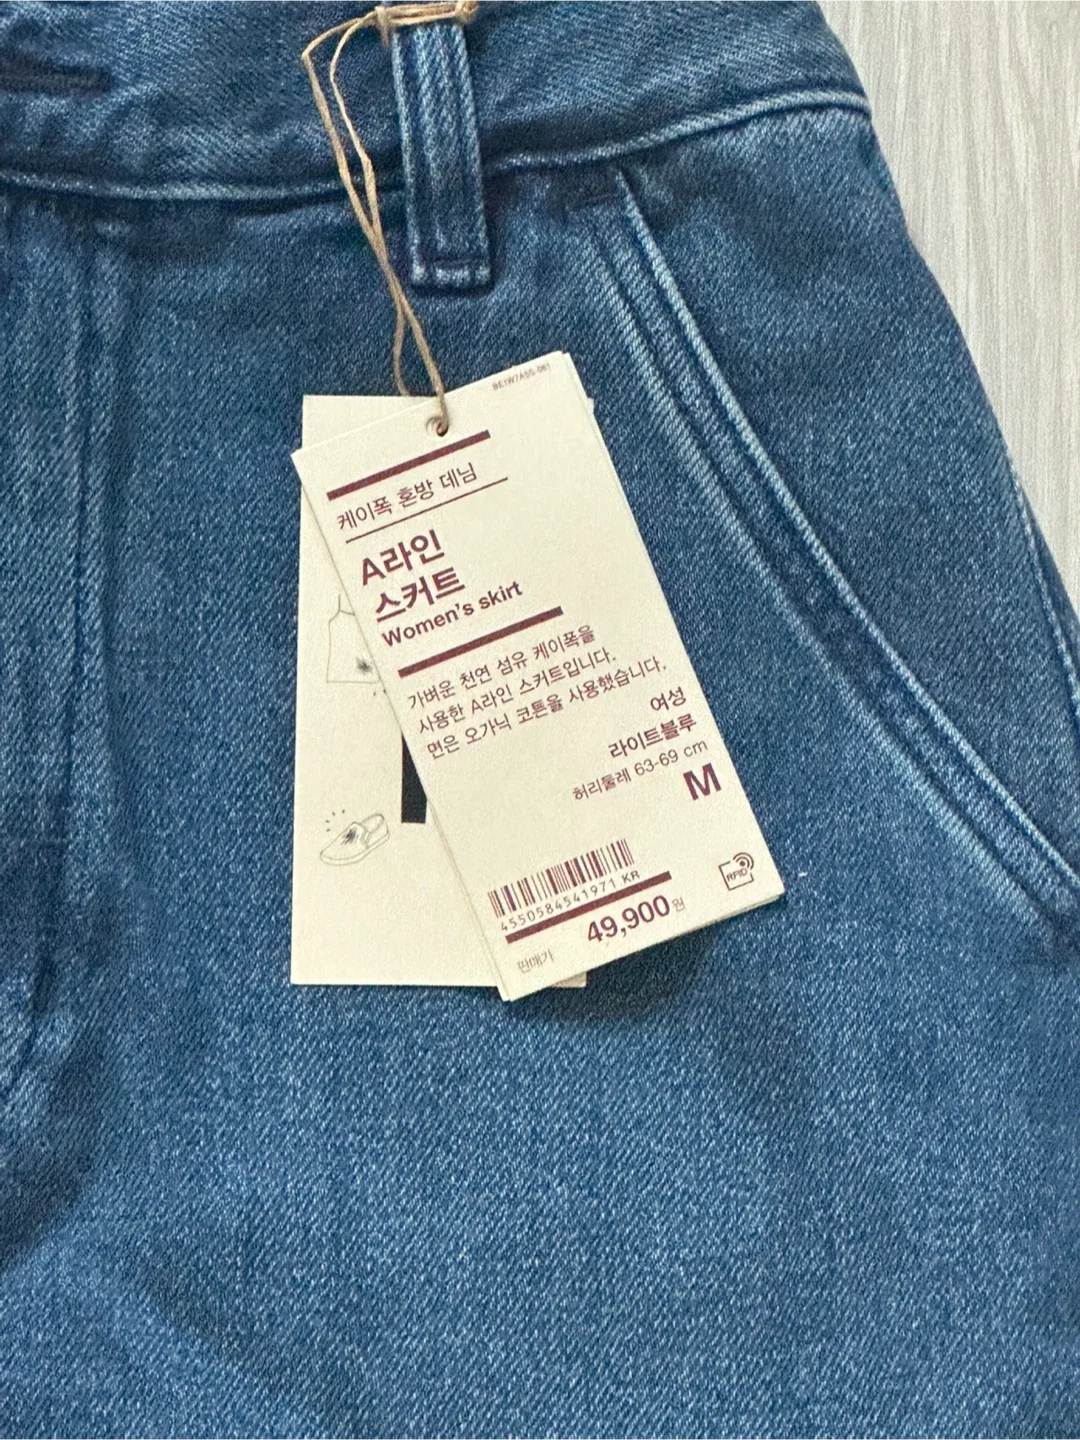 BE1W7A5S-061
케이폭 혼방 데님
A라인
스커트
Women's skirt
가벼운 천연 섬유 케이폭을
사용한 A라인 스커트입니다.
면은 오가닉 코튼을 사용했습니다.
여성
라이트블루
허리둘레 63-69 cm
M
4550584541971 KR
RFID
판매가 49,900원